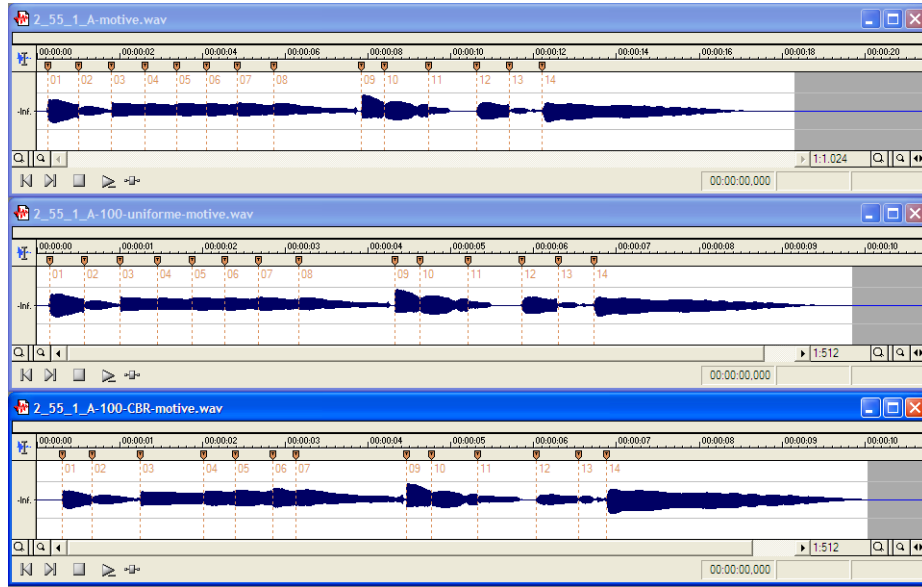 2_55_1_A-motive.wav
00:00:00 00:00:02 00:00:04 00:00:06 00:00:08 00:00:10 00:00:12 00:00:14 00:00:16 00:00:18 00:00:20
01 02 03 04 05 06 07 08 09 10 11 12 13 14
-Inf.
1:1.024
00:00:00,000
2_55_1_A-100-uniforme-motive.wav
00:00:00 00:00:01 00:00:02 00:00:03 00:00:04 00:00:05 00:00:06 00:00:07 00:00:08 00:00:09 00:00:10
01 02 03 04 05 06 07 08 09 10 11 12 13 14
-Inf.
1:512
00:00:00,000
2_55_1_A-100-CBR-motive.wav
00:00:00 00:00:01 00:00:02 00:00:03 00:00:04 00:00:05 00:00:06 00:00:07 00:00:08 00:00:09 00:00:10
01 02 03 04 05 06 07 09 10 11 12 13 14
-Inf.
1:512
00:00:00,000